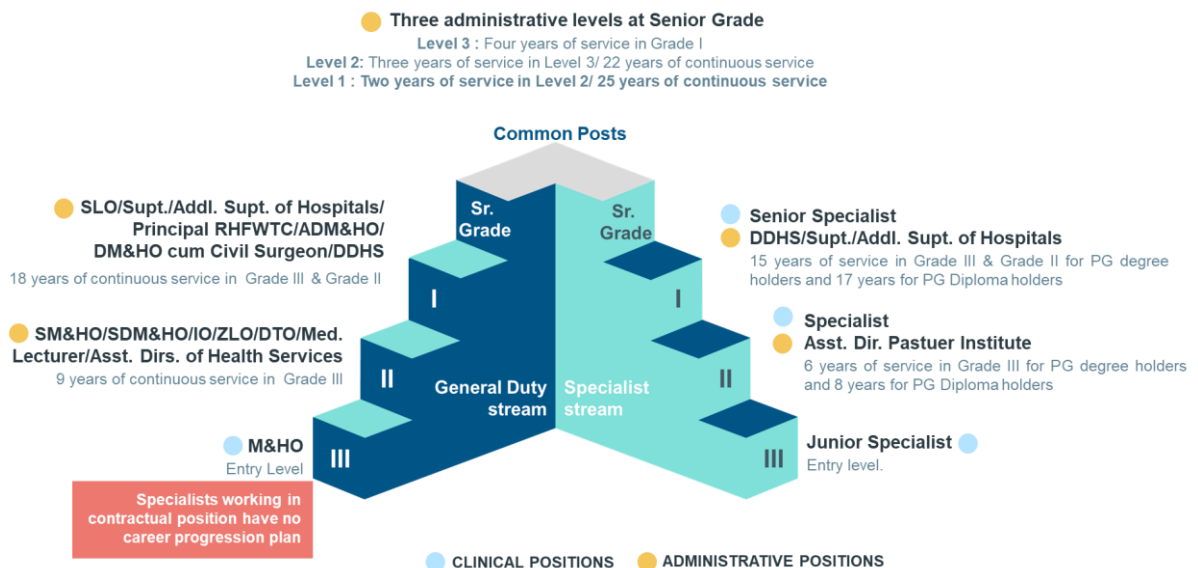 Three administrative levels at Senior Grade
Level 3 : Four years of service in Grade I
Level 2: Three years of service in Level 3/ 22 years of continuous service
Level 1 : Two years of service in Level 2/ 25 years of continuous service
Common Posts
SLO/Supt./Addl. Supt. of Hospitals/
Principal RHFWTC/ADM&HO/
DM&HO cum Civil Surgeon/DDHS
18 years of continuous service in Grade III & Grade II
SM&HO/SDM&HO/IO/ZLO/DTO/Med.
Lecturer/Asst. Dirs. of Health Services
9 years of continuous service in Grade III
M&HO
Entry Level
Specialists working in
contractual position have no
career progression plan
Sr.
Grade
I
II
III
General Duty
stream
Sr.
Grade
I
II
III
Specialist
stream
Senior Specialist
DDHS/Supt./Addl. Supt. of Hospitals
15 years of service in Grade III & Grade II for PG degree
holders and 17 years for PG Diploma holders
Specialist
Asst. Dir. Pastuer Institute
6 years of service in Grade III for PG degree holders
and 8 years for PG Diploma holders
Junior Specialist
Entry level.
CLINICAL POSITIONS
ADMINISTRATIVE POSITIONS